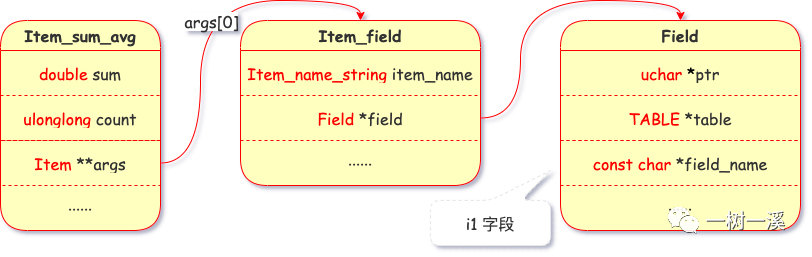 args[0]
Item_sum_avg
double sum
ulonglong count
Item **args
......
Item_field
Item_name_string item_name
Field *field
......
Field
uchar *ptr
TABLE *table
const char *field_name
i1 字段
一树一溪